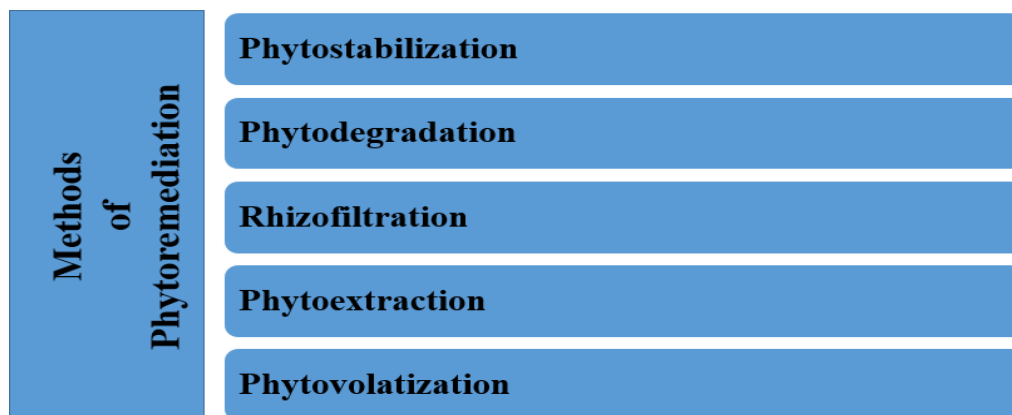 Methods
of
Phytoremediation
Phytostabilization
Phytodegradation
Rhizofiltration
Phytoextraction
Phytovolatization